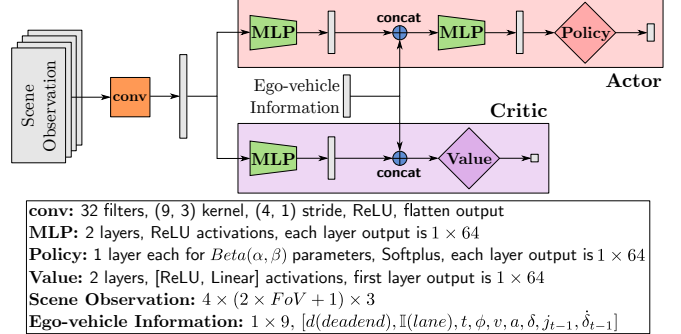 Scene
Observation
conv
MLP
concat
MLP
Policy
Actor
Ego-vehicle
Information
Critic
MLP
concat
Value
conv: 32 filters, (9, 3) kernel, (4, 1) stride, ReLU, flatten output
MLP: 2 layers, ReLU activations, each layer output is 1 × 64
Policy: 1 layer each for Beta(α, β) parameters, Softplus, each layer output is 1 × 64
Value: 2 layers, [ReLU, Linear] activations, first layer output is 1 × 64
Scene Observation: 4 × (2 × FoV + 1) × 3
Ego-vehicle Information: 1 × 9, [d(deadend), 𝕀(lane), t, ϕ, v, a, δ, j_{t−1}, δ̇_{t−1}]